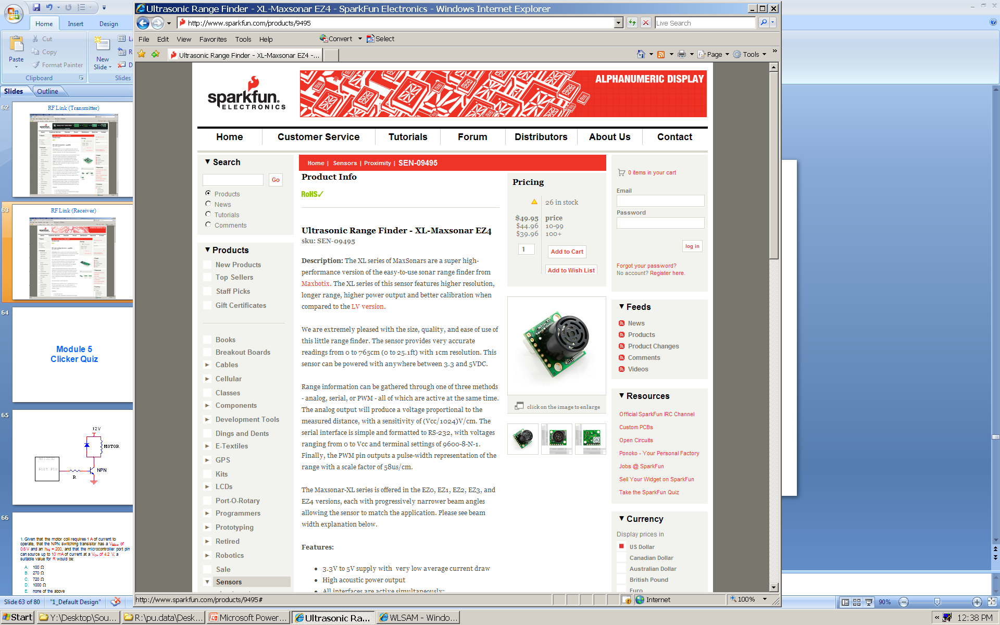 Ultrasonic Range Finder - XL-Maxsonar EZ4 - SparkFun Electronics - Windows Internet Explorer
http://www.sparkfun.com/products/9495
Live Search
File Edit View Favorites Tools Help Convert Select
Ultrasonic Range Finder - XL-Maxsonar EZ4 -...
Page Tools
Home Insert Design
Paste
Cut
Copy
Format Painter
New
Slide
Clipboard
Slides
Slides Outline
62
RF Link (Transmitter)
63
RF Link (Receiver)
64
Module 5
Clicker Quiz
65
12V
MOTOR
Port Pin
R
NPN
66
1. Given that the motor coil requires 1 A of current to
operate, that the NPN switching transistor has a of
0.6 V and an hFE = 200, and that the microcontroller port pin
can source up to 10 mA of current at a VOH of 4.2 V, a
suitable value for R would be:
A. 100 Ω
B. 270 Ω
C. 720 Ω
D. 1000 Ω
E. none of the above
sparkfun.
ELECTRONICS
ALPHANUMERIC DISPLAY
Home Customer Service Tutorials Forum Distributors About Us Contact
Search
Go
Products
News
Tutorials
Comments
Products
New Products
Top Sellers
Staff Picks
Gift Certificates
Books
Breakout Boards
Cables
Cellular
Classes
Components
Development Tools
Dings and Dents
E-Textiles
GPS
Kits
LCDs
Port-O-Rotary
Programmers
Prototyping
Retired
Robotics
Sale
Sensors
Home | Sensors | Proximity | SEN-09495
Product Info
RoHS✓
Ultrasonic Range Finder - XL-Maxsonar EZ4
sku: SEN-09495
Description: The XL series of MaxSonars are a super high-
performance version of the easy-to-use sonar range finder from
Maxbotix. The XL series of this sensor features higher resolution,
longer range, higher power output and better calibration when
compared to the LV version.
We are extremely pleased with the size, quality, and ease of use of
this little range finder. The sensor provides very accurate
readings from 0 to 765cm (0 to 25.1ft) with 1cm resolution. This
sensor can be powered with anywhere between 3.3 and 5VDC.
Range information can be gathered through one of three methods
- analog, serial, or PWM - all of which are active at the same time.
The analog output will produce a voltage proportional to the
measured distance, with a sensitivity of (Vcc/1024)V/cm. The
serial interface is simple and formatted to RS-232, with voltages
ranging from 0 to Vcc and terminal settings of 9600-8-N-1.
Finally, the PWM pin outputs a pulse-width representation of the
range with a scale factor of 58us/cm.
The Maxsonar-XL series is offered in the EZ0, EZ1, EZ2, EZ3, and
EZ4 versions, each with progressively narrower beam angles
allowing the sensor to match the application. Please see beam
width explanation below.
Features:
• 3.3V to 5V supply with very low average current draw
• High acoustic power output
• All interfaces are active simultaneously:
Pricing
26 in stock
$49.95 price
$44.96 10-99
$39.96 100+
1
Add to Cart
Add to Wish List
click on the image to enlarge
0 items in your cart
Email
Password
log in
Forgot your password?
No account? Register here.
Feeds
News
Products
Product Changes
Comments
Videos
Resources
Official SparkFun IRC Channel
Custom PCBs
Open Circuits
Ponoko - Your Personal Factory
Jobs @ SparkFun
Sell Your Widget on SparkFun
Take the SparkFun Quiz
Currency
Display prices in
US Dollar
Canadian Dollar
Australian Dollar
British Pound
Euro
http://www.sparkfun.com/products/9495# Internet 100%
Slide 63 of 80 "1_Default Design" 90%
Start Y:\Desktop\Sou... R:\pu.data\Desk... Microsoft Power... Ultrasonic Ra... WLSAM - Windo... « 12:38 PM